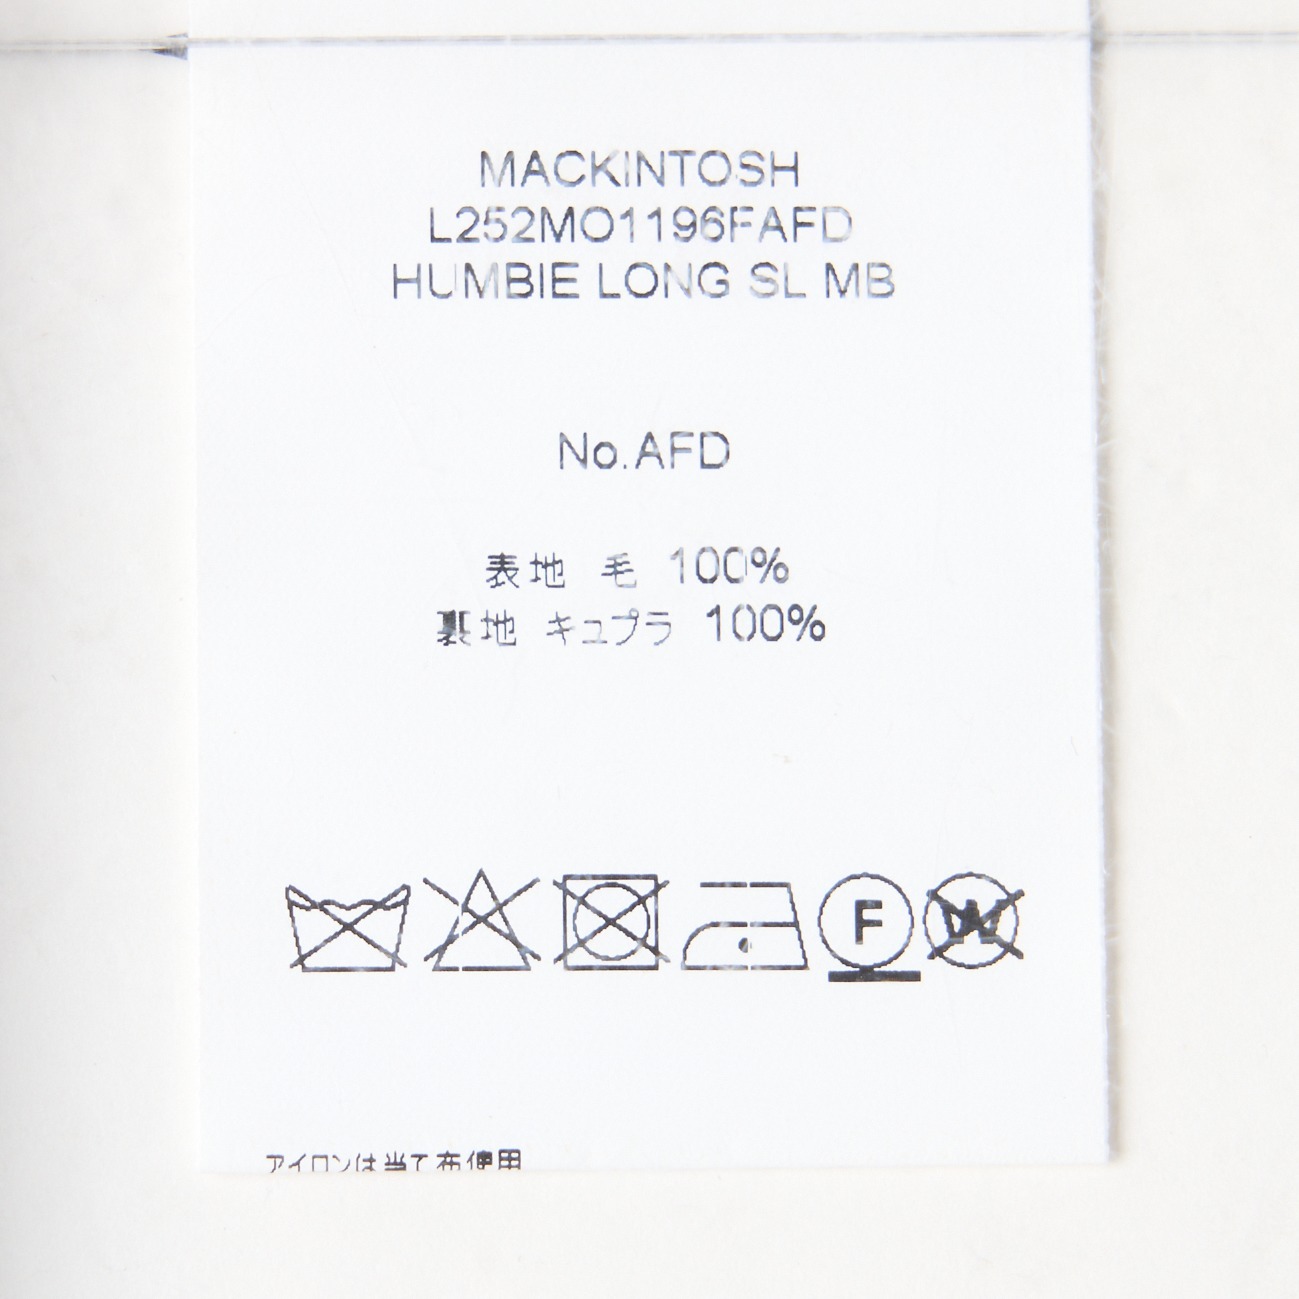 MACKINTOSH
L252MO1196FAFD
HUMBIE LONG SL MB
No.AFD
表地 毛 100%
裏地 キュプラ 100%
F W
アイロンは当て布使用